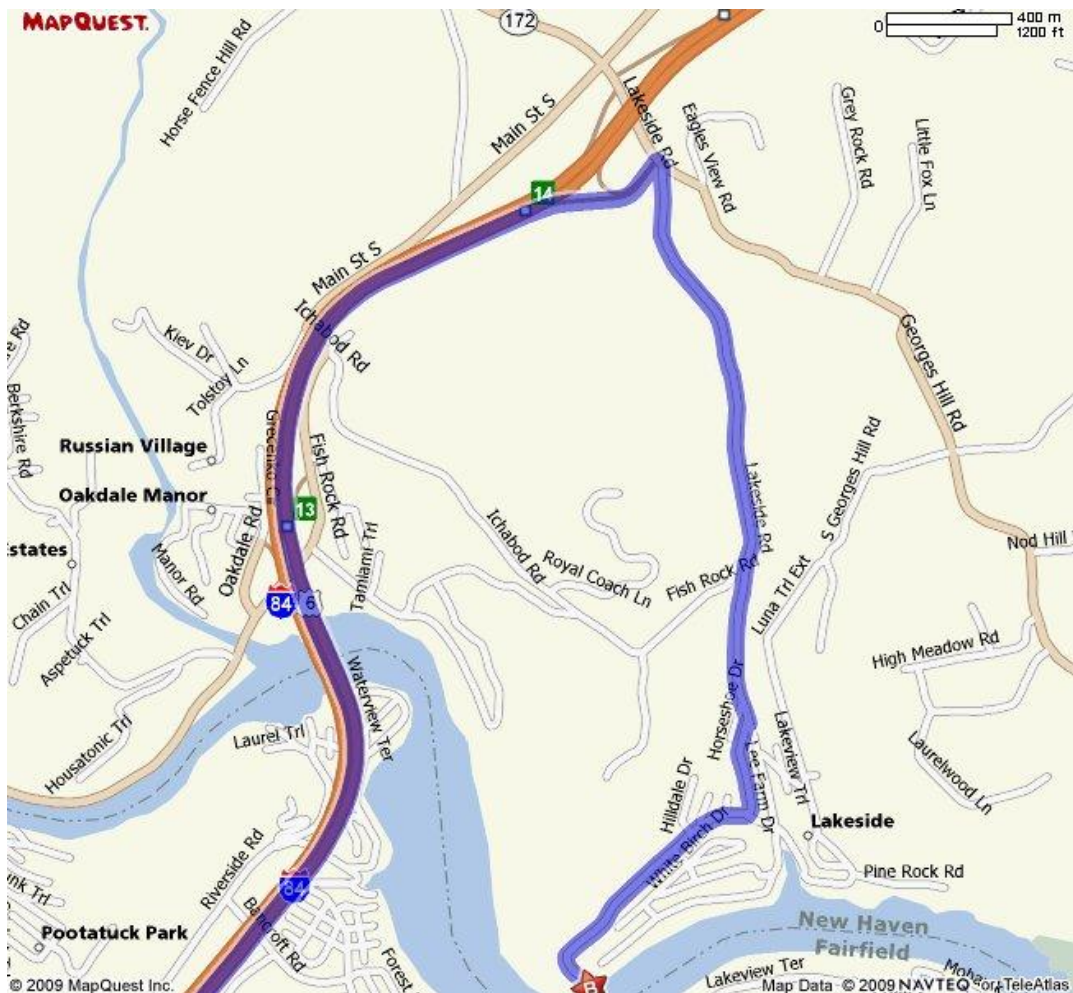 MAPQUEST.
172
0
400 m
1200 ft
Horse Fence Hill Rd
Main St S
Lakeside Rd
Eagles View Rd
Grey Rock Rd
Little Fox Ln
14
Main St S
Ichabod Rd
Kiev Dr
Tolstoy Ln
Georges Hill Rd
Berkshire Rd
Russian Village
Fish Rock Rd
Oakdale Manor
13
Oakdale Rd
Lakeside Rd
S Georges Hill Rd
Ichabod Rd
Nod Hill
states
Manor Rd
Tamlami Trl
Royal Coach Ln
Fish Rock Rd
Luna Trl Ext
Chain Trl
84
6
Aspetuck Trl
High Meadow Rd
Waterview Ter
Horseshoe Dr
Housatonic Trl
Laurel Trl
Lakeview Trl
Laurelwood Ln
Lee Farm Dr
Hilldale Dr
White Birch Dr
Lakeside
Riverside Rd
Pine Rock Rd
84
unk Trl
Bancroft Rd
Pootatuck Park
Forest
New Haven
Fairfield
B
Lakeview Ter
© 2009 MapQuest Inc.
Map Data © 2009 NAVTEQ or TeleAtlas